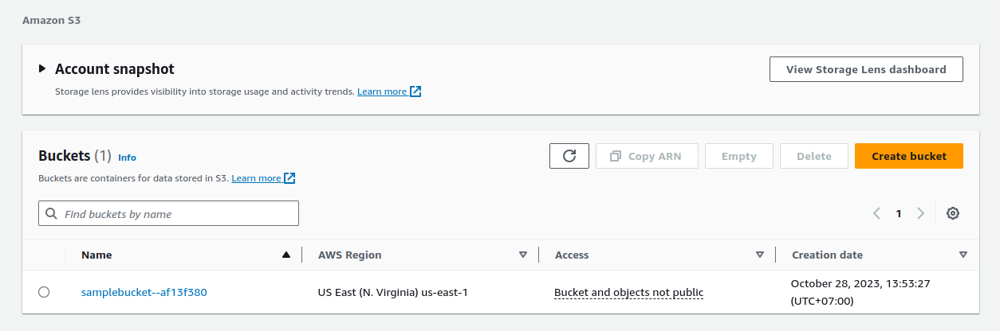 Amazon S3
Account snapshot
View Storage Lens dashboard
Storage lens provides visibility into storage usage and activity trends. Learn more
Buckets (1) Info
Copy ARN
Empty
Delete
Create bucket
Buckets are containers for data stored in S3. Learn more
Find buckets by name
1
Name AWS Region Access Creation date
samplebucket--af13f380 US East (N. Virginia) us-east-1 Bucket and objects not public October 28, 2023, 13:53:27
(UTC+07:00)